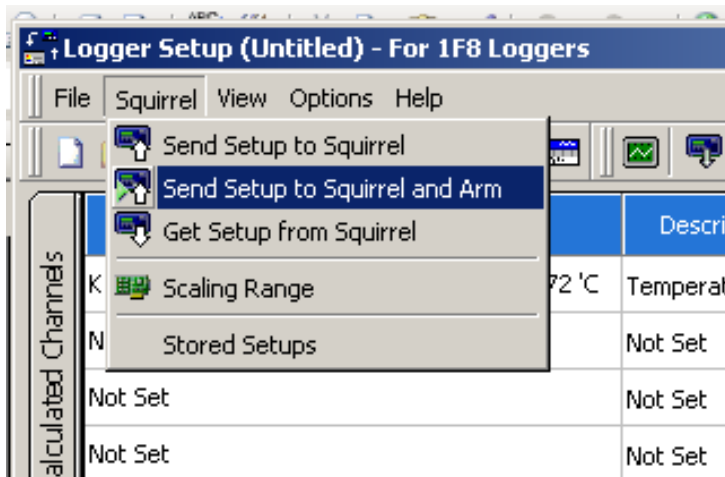 Logger Setup (Untitled) - For 1F8 Loggers
File Squirrel View Options Help
Send Setup to Squirrel
Send Setup to Squirrel and Arm
Get Setup from Squirrel
Scaling Range
Stored Setups
Descri
K 72 'C Temperat
N Not Set
Not Set Not Set
Not Set Not Set
alculated Channels